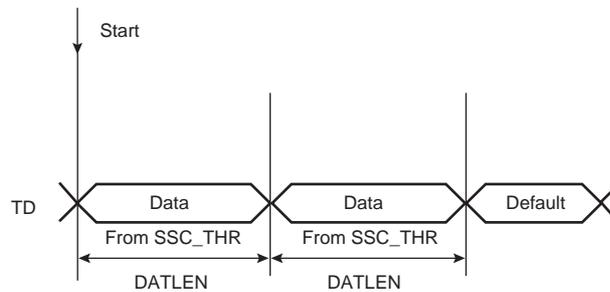 Start
TD
Data
Data
Default
From SSC_THR
From SSC_THR
DATLEN
DATLEN